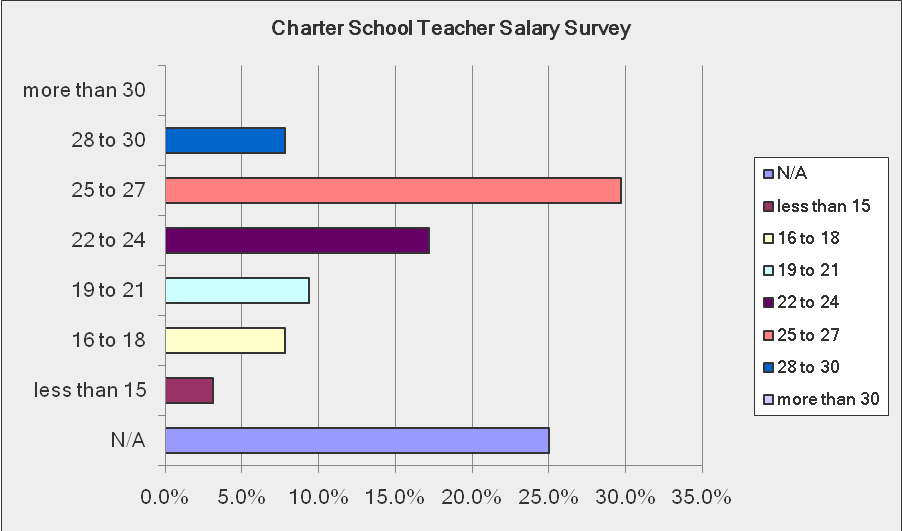 Charter School Teacher Salary Survey
more than 30
28 to 30
25 to 27
22 to 24
19 to 21
16 to 18
less than 15
N/A
0.0% 5.0% 10.0% 15.0% 20.0% 25.0% 30.0% 35.0%
N/A
less than 15
16 to 18
19 to 21
22 to 24
25 to 27
28 to 30
more than 30